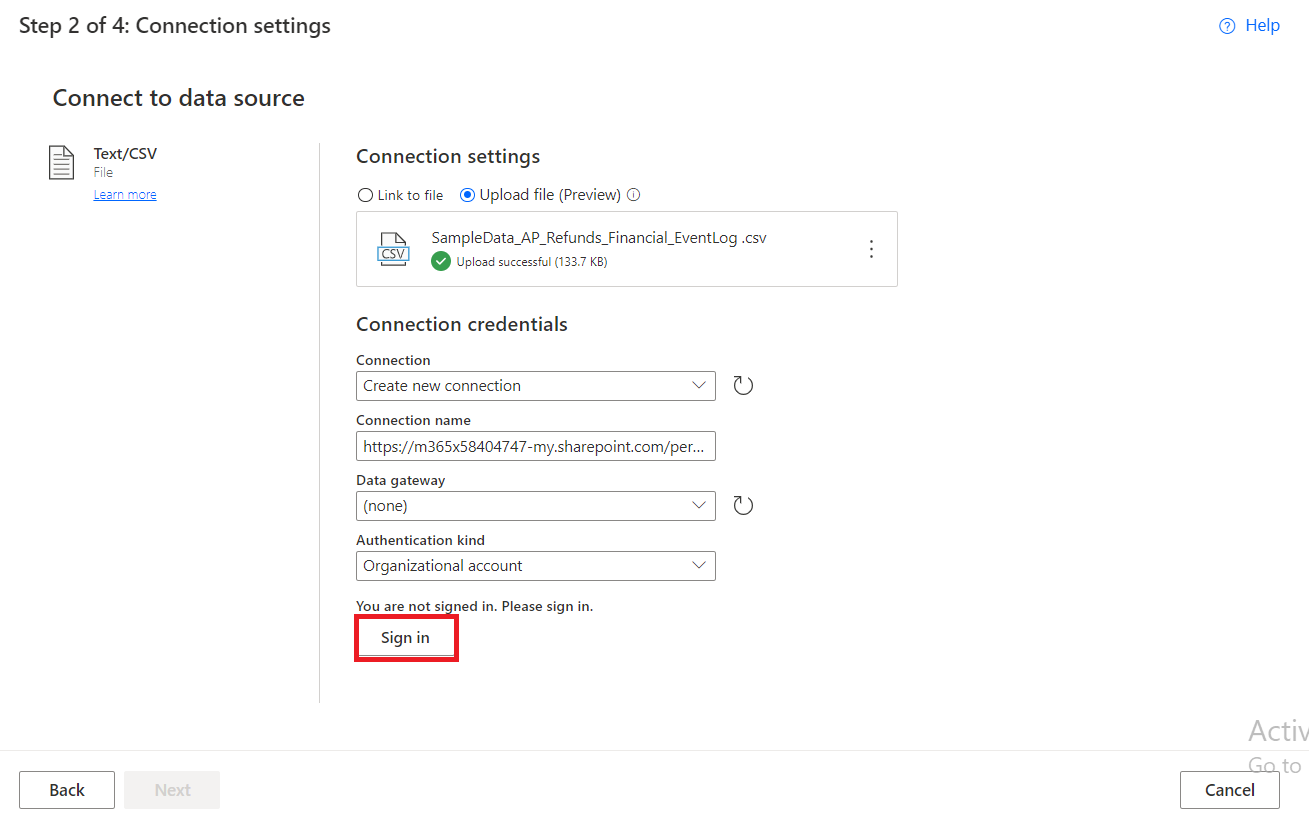 Step 2 of 4: Connection settings
Help
Connect to data source
Text/CSV
File
Learn more
Connection settings
Link to file
Upload file (Preview)
CSV
SampleData_AP_Refunds_Financial_EventLog .csv
Upload successful (133.7 KB)
Connection credentials
Connection
Create new connection
Connection name
https://m365x58404747-my.sharepoint.com/per...
Data gateway
(none)
Authentication kind
Organizational account
You are not signed in. Please sign in.
Sign in
Activ
Go to
Back
Next
Cancel